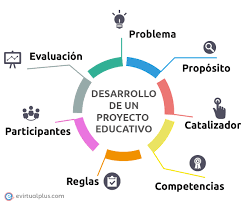 Problema
Evaluación
Propósito
DESARROLLO
DE UN
PROYECTO
EDUCATIVO
Catalizador
Participantes
Reglas
Competencias
evirtualplus.com